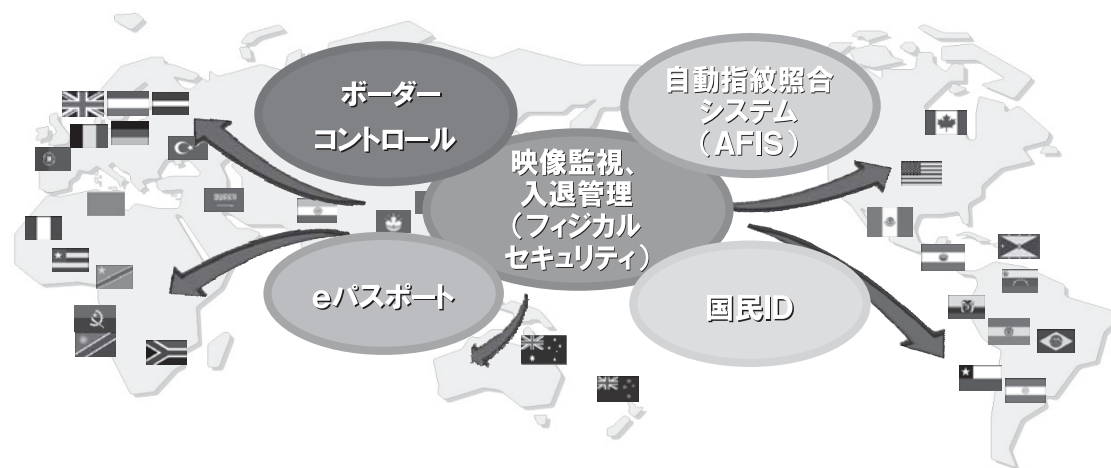 ボーダー
コントロール
自動指紋照合
システム
（AFIS）
映像監視、
入退管理
（フィジカル
セキュリティ）
eパスポート
国民ID